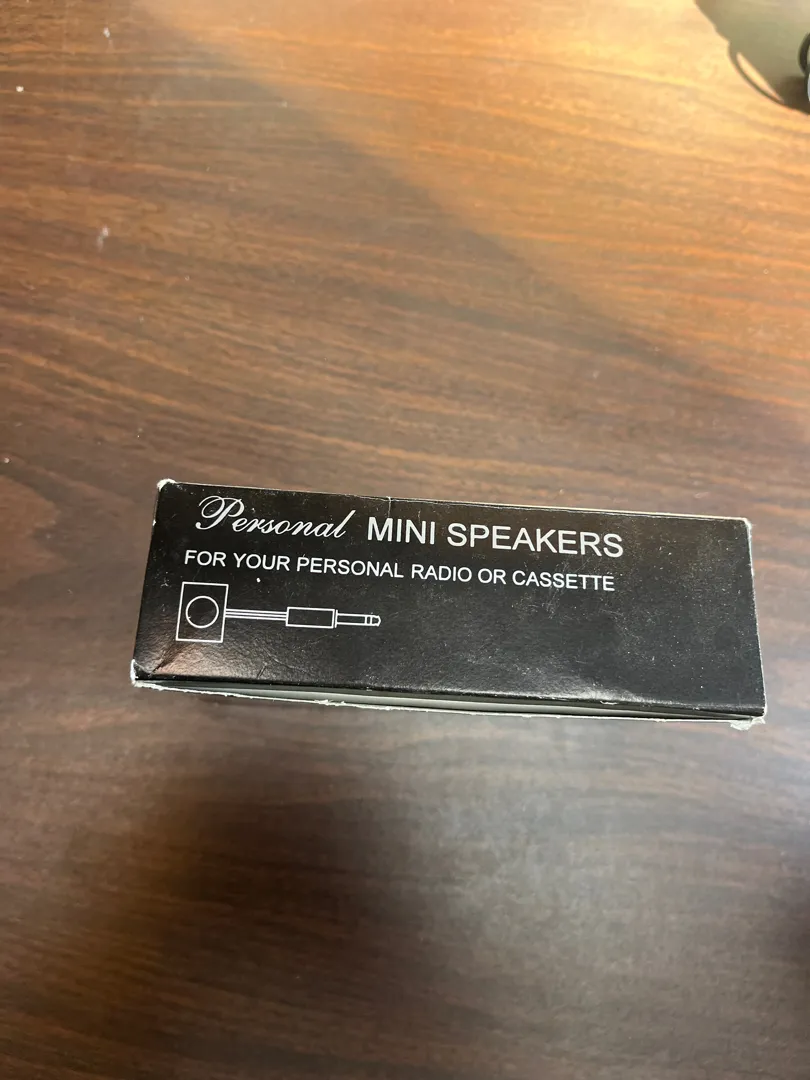 Personal MINI SPEAKERS
FOR YOUR PERSONAL RADIO OR CASSETTE